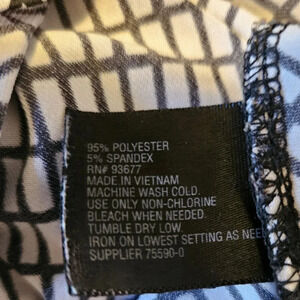 95% POLYESTER
5% SPANDEX
RN# 93677
MADE IN VIETNAM
MACHINE WASH COLD.
USE ONLY NON-CHLORINE
BLEACH WHEN NEEDED.
TUMBLE DRY LOW.
IRON ON LOWEST SETTING AS
SUPPLIER 75590-0